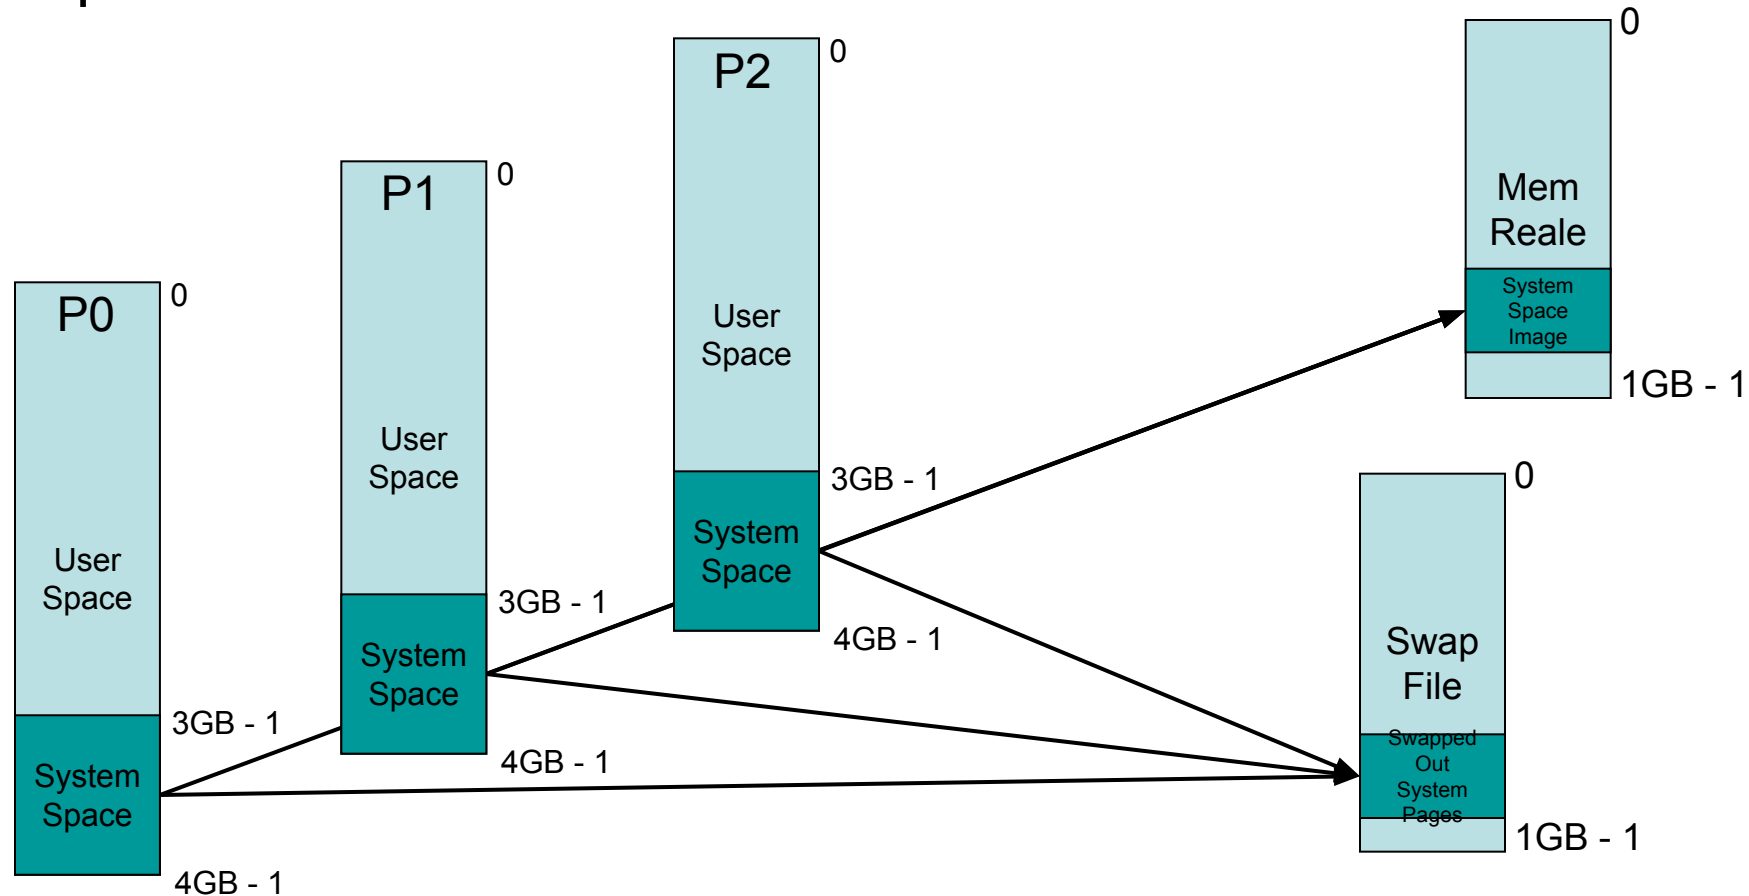 P0
0
User
Space
3GB - 1
System
Space
4GB - 1
P1
0
User
Space
3GB - 1
System
Space
4GB - 1
P2
0
User
Space
3GB - 1
System
Space
4GB - 1
0
Mem
Reale
System
Space
Image
1GB - 1
0
Swap
File
Swapped
Out
System
Pages
1GB - 1